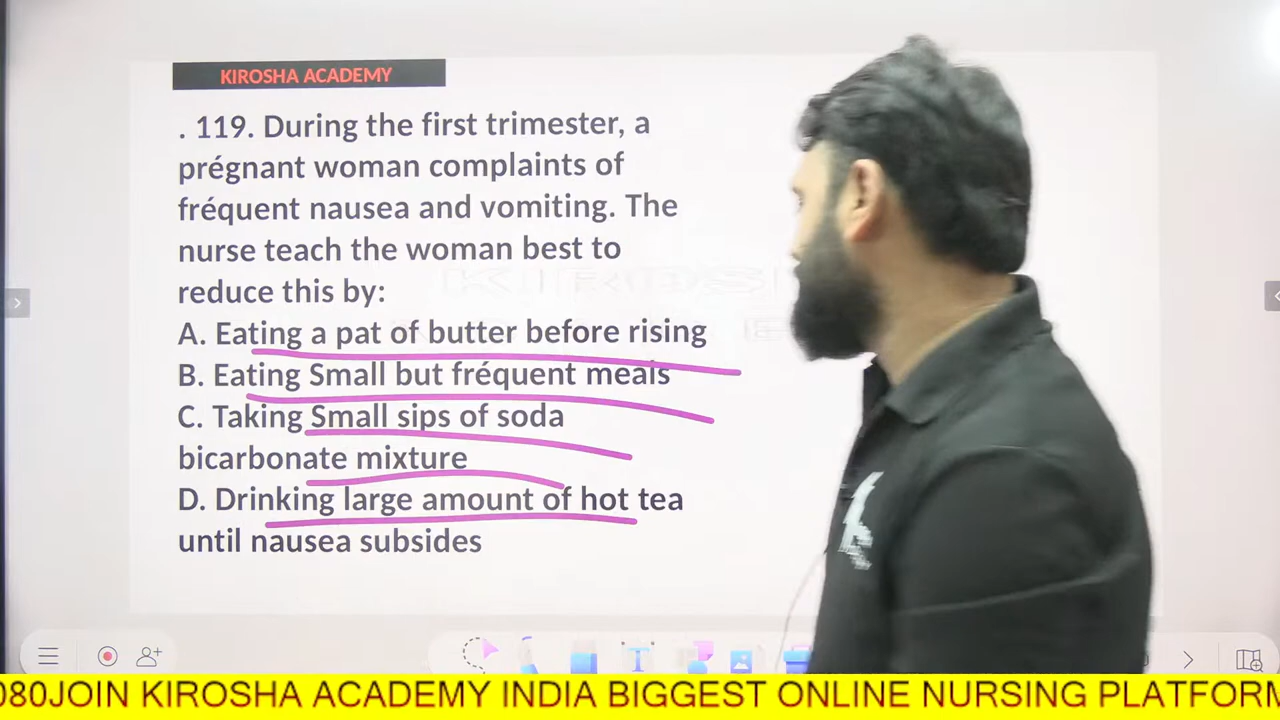 KIROSHA ACADEMY
. 119. During the first trimester, a
prégnant woman complaints of
fréquent nausea and vomiting. The
nurse teach the woman best to
reduce this by:
A. Eating a pat of butter before rising
B. Eating Small but fréquent meals
C. Taking Small sips of soda
bicarbonate mixture
D. Drinking large amount of hot tea
until nausea subsides
080JOIN KIROSHA ACADEMY INDIA BIGGEST ONLINE NURSING PLATFORM